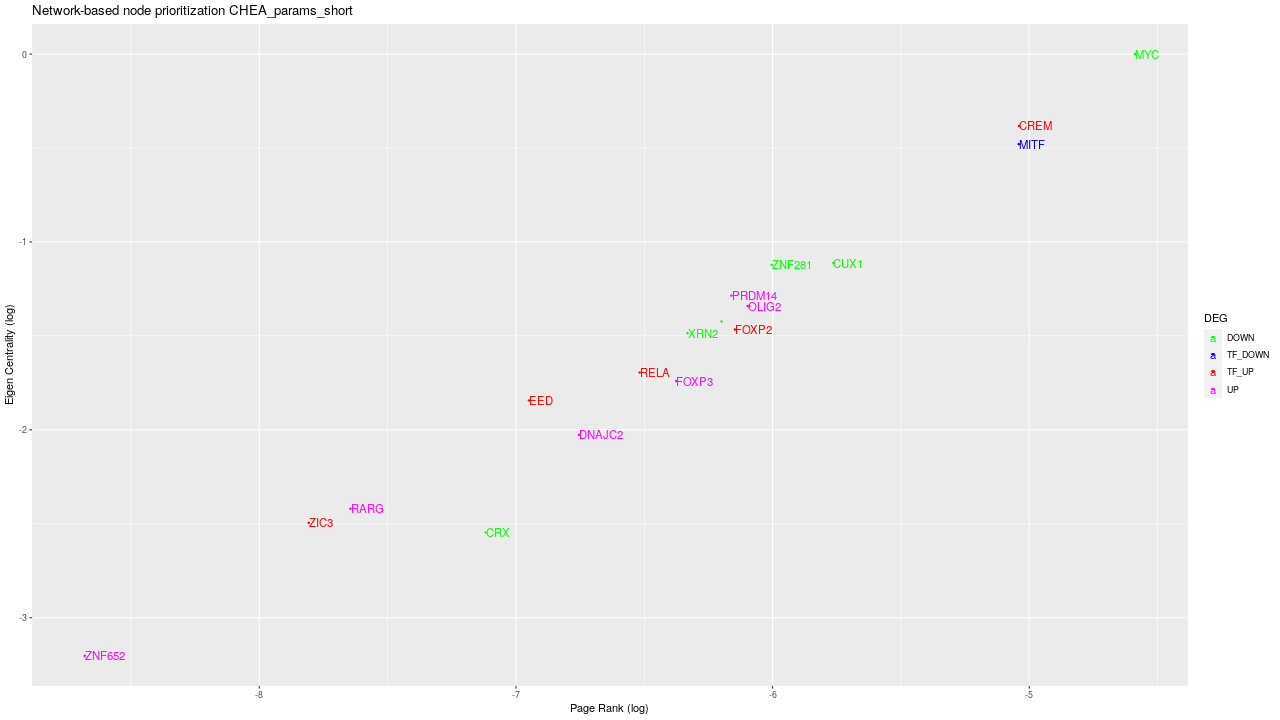 Network-based node prioritization CHEA_params_short
0
-1
-2
-3
Eigen Centrality (log)
MYC
CREM
MITF
ZNF281
CUX1
PRDM14
OLIG2
FOXP2
XRN2
RELA
FOXP3
EED
DNAJC2
RARG
ZIC3
CRX
ZNF652
-8
-7
-6
-5
Page Rank (log)
DEG
a DOWN
a TF_DOWN
a TF_UP
a UP